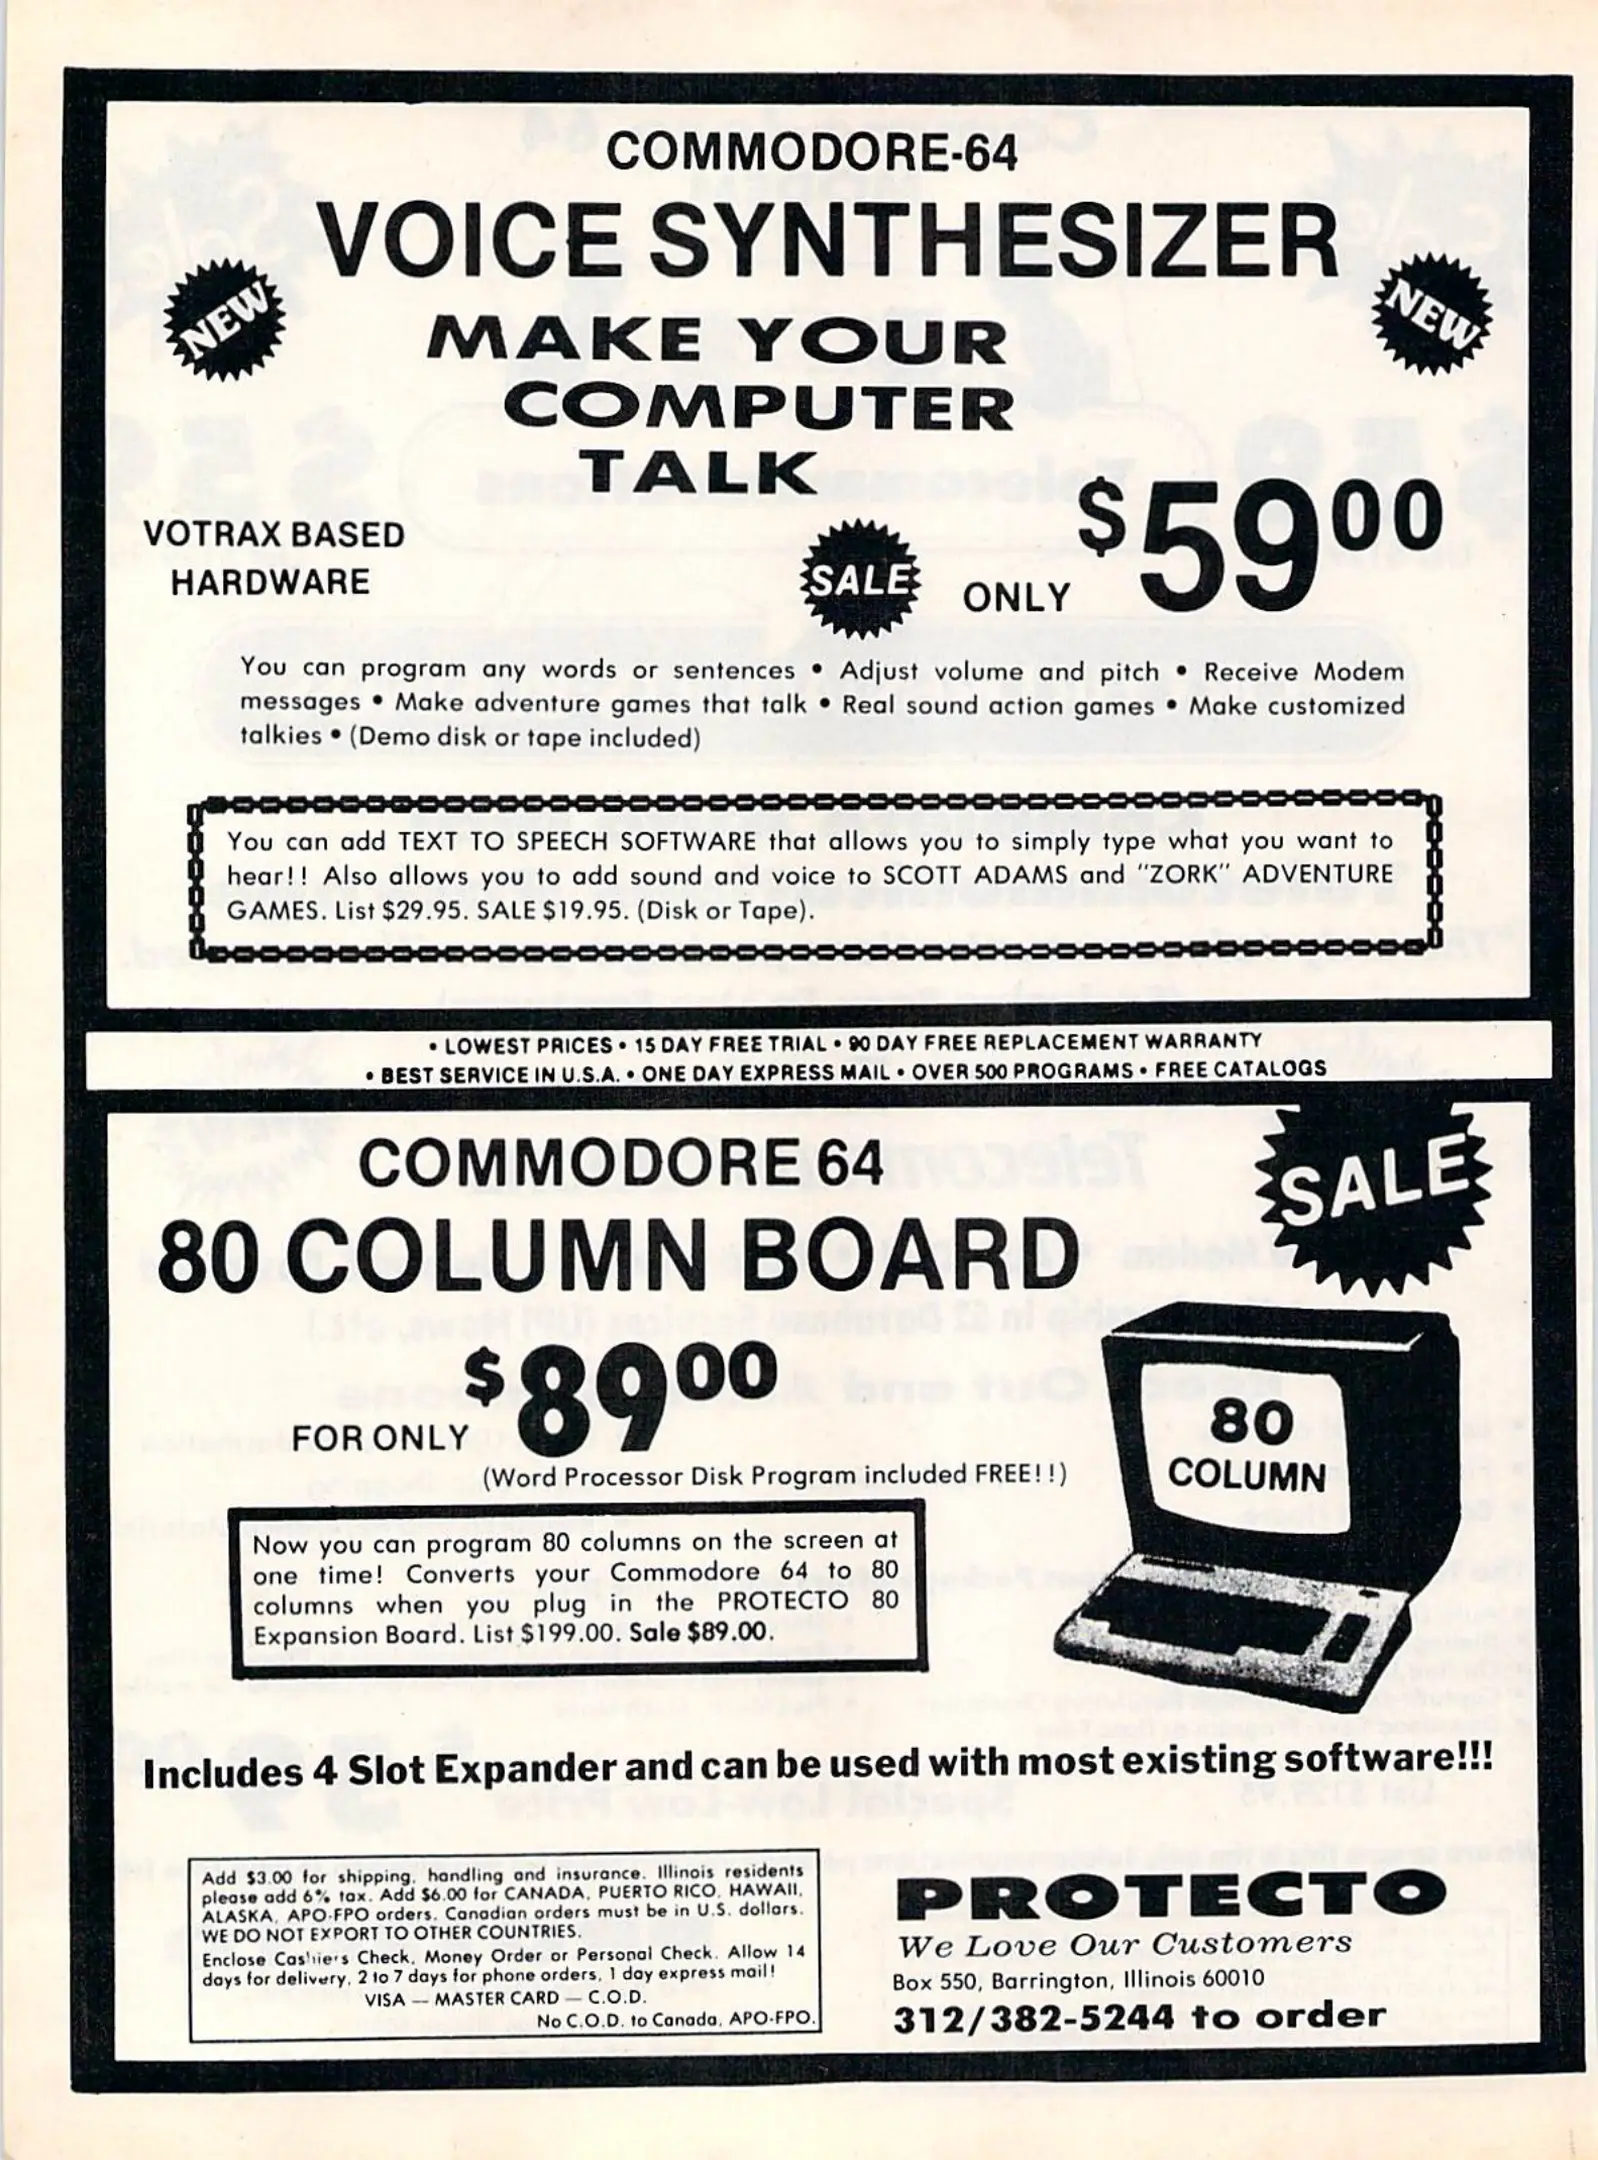 COMMODORE-64
VOICE SYNTHESIZER
NEW
NEW
MAKE YOUR
COMPUTER
TALK
VOTRAX BASED
HARDWARE
SALE
ONLY $59 00
You can program any words or sentences • Adjust volume and pitch • Receive Modem
messages • Make adventure games that talk • Real sound action games • Make customized
talkies • (Demo disk or tape included)
You can add TEXT TO SPEECH SOFTWARE that allows you to simply type what you want to
hear!! Also allows you to add sound and voice to SCOTT ADAMS and "ZORK" ADVENTURE
GAMES. List $29.95. SALE $19.95. (Disk or Tape).
• LOWEST PRICES • 15 DAY FREE TRIAL • 90 DAY FREE REPLACEMENT WARRANTY
• BEST SERVICE IN U.S.A. • ONE DAY EXPRESS MAIL • OVER 500 PROGRAMS • FREE CATALOGS
COMMODORE 64
SALE
80 COLUMN BOARD
FOR ONLY $89 00
(Word Processor Disk Program included FREE!!)
80
COLUMN
Now you can program 80 columns on the screen at
one time! Converts your Commodore 64 to 80
columns when you plug in the PROTECTO 80
Expansion Board. List $199.00. Sale $89.00.
Includes 4 Slot Expander and can be used with most existing software!!!
Add $3.00 for shipping, handling and insurance. Illinois residents
please add 6% tax. Add $6.00 for CANADA, PUERTO RICO, HAWAII,
ALASKA, APO-FPO orders. Canadian orders must be in U.S. dollars.
WE DO NOT EXPORT TO OTHER COUNTRIES.
Enclose Cashiers Check, Money Order or Personal Check. Allow 14
days for delivery, 2 to 7 days for phone orders, 1 day express mail!
VISA — MASTER CARD — C.O.D.
No C.O.D. to Canada, APO-FPO.
PROTECTO
We Love Our Customers
Box 550, Barrington, Illinois 60010
312/382-5244 to order